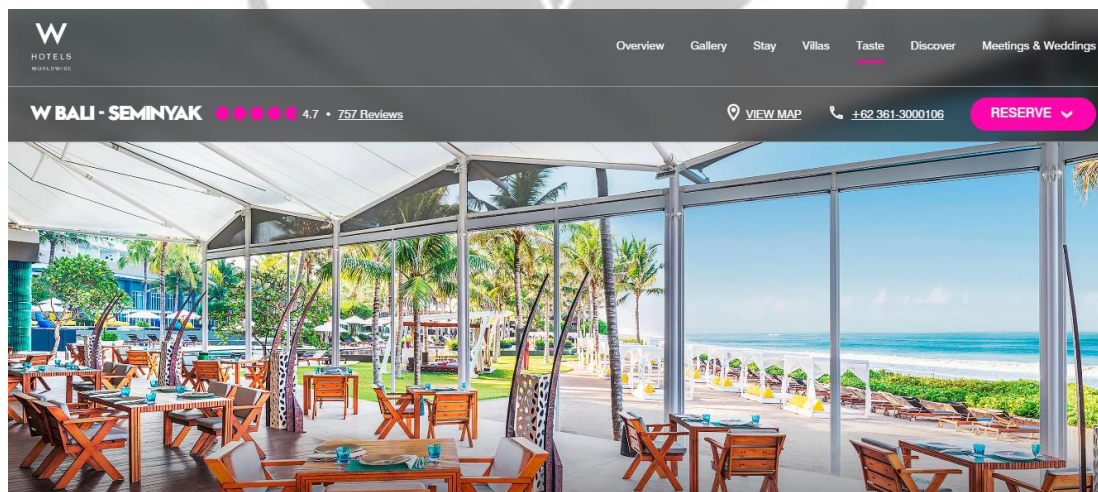 W
HOTELS
WORLDWIDE
Overview Gallery Stay Villas Taste Discover Meetings & Weddings
W BALI - SEMINYAK 4.7 • 757 Reviews VIEW MAP +62 361-3000106 RESERVE